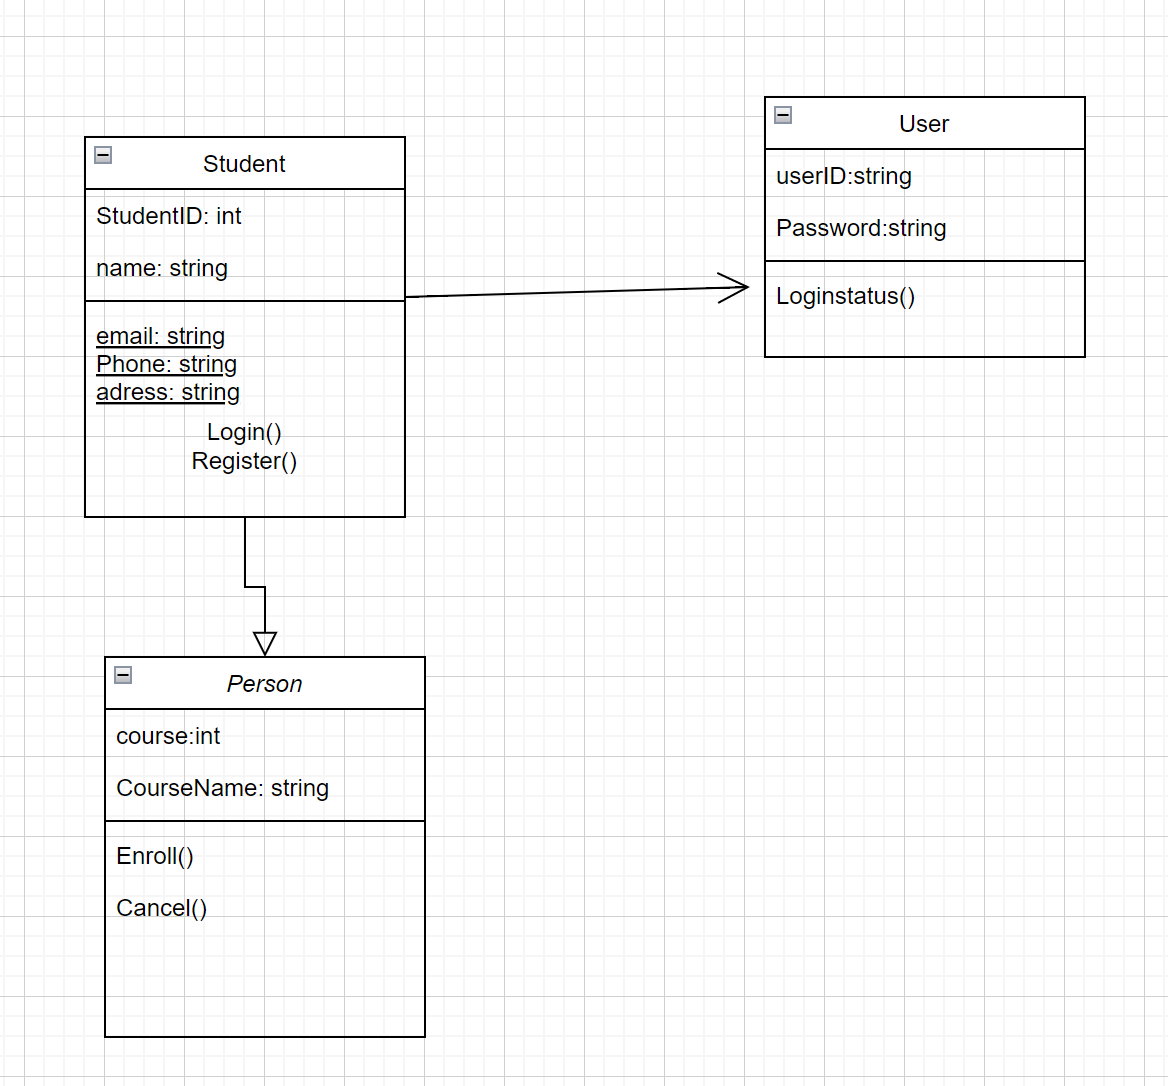 Student
StudentID: int
name: string
email: string
Phone: string
adress: string
Login()
Register()
User
userID:string
Password:string
Loginstatus()
Person
course:int
CourseName: string
Enroll()
Cancel()